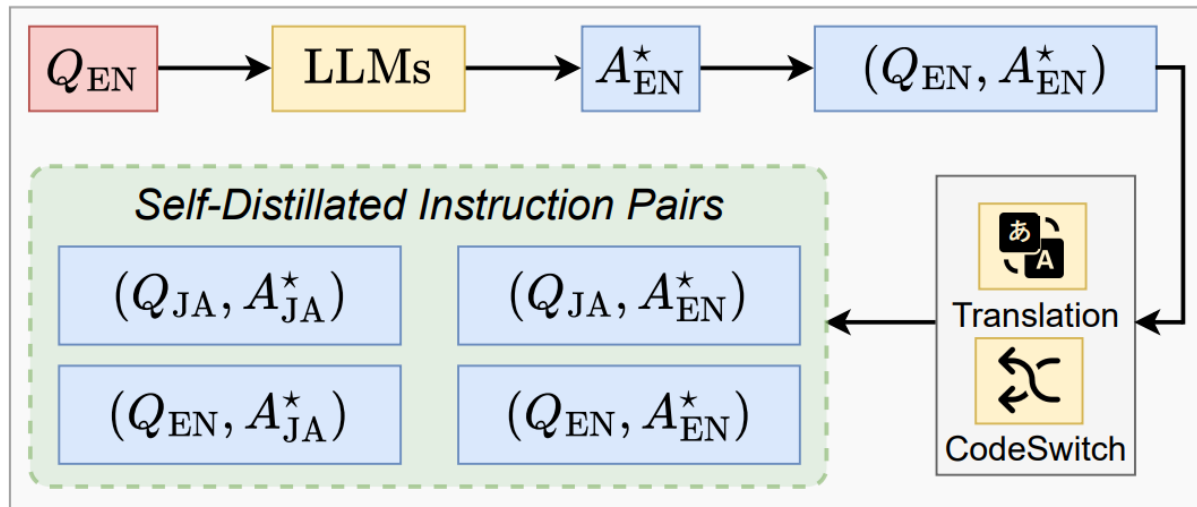 Q_EN
LLMs
A^⋆_EN
(Q_EN, A^⋆_EN)
Self-Distillated Instruction Pairs
(Q_JA, A^⋆_JA)
(Q_JA, A^⋆_EN)
(Q_EN, A^⋆_JA)
(Q_EN, A^⋆_EN)
あ
A
Translation
CodeSwitch